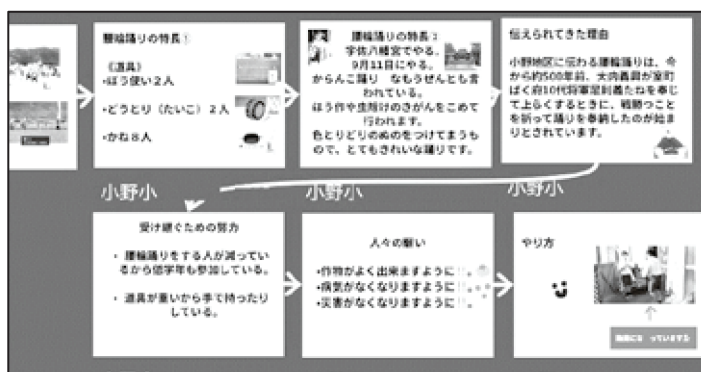 腰輪踊りの特長①
《道具》
・ぼう使い2人
・どうとり(たいこ)2人
・かね8人
腰輪踊りの特長2
宇佐八幡宮でやる。
9月11日にやる。
からんこ踊り なもうぜんとも言
われている。
ほう作や虫除けのきがんをこめて
行われます。
色とりどりのぬのをつけてまうも
ので、とてもきれいな踊りです。
伝えられてきた理由
小野地区に伝わる腰輪踊りは、今
から約500年前、大内義興が室町
ばく府10代将軍足利義たねを奉じ
て上らくするときに、戦勝つこと
を祈って踊りを奉納したのが始ま
りとされています。
小野小
小野小
小野小
受け継ぐための努力
・ 腰輪踊りをする人が減ってい
るから低学年も参加している。
・ 道具が重いから手で持ったり
している。
人々の願い
・作物がよく出来ますように!!。
・病気がなくなりますように!!。
・災害がなくなりますように!!。
やり方